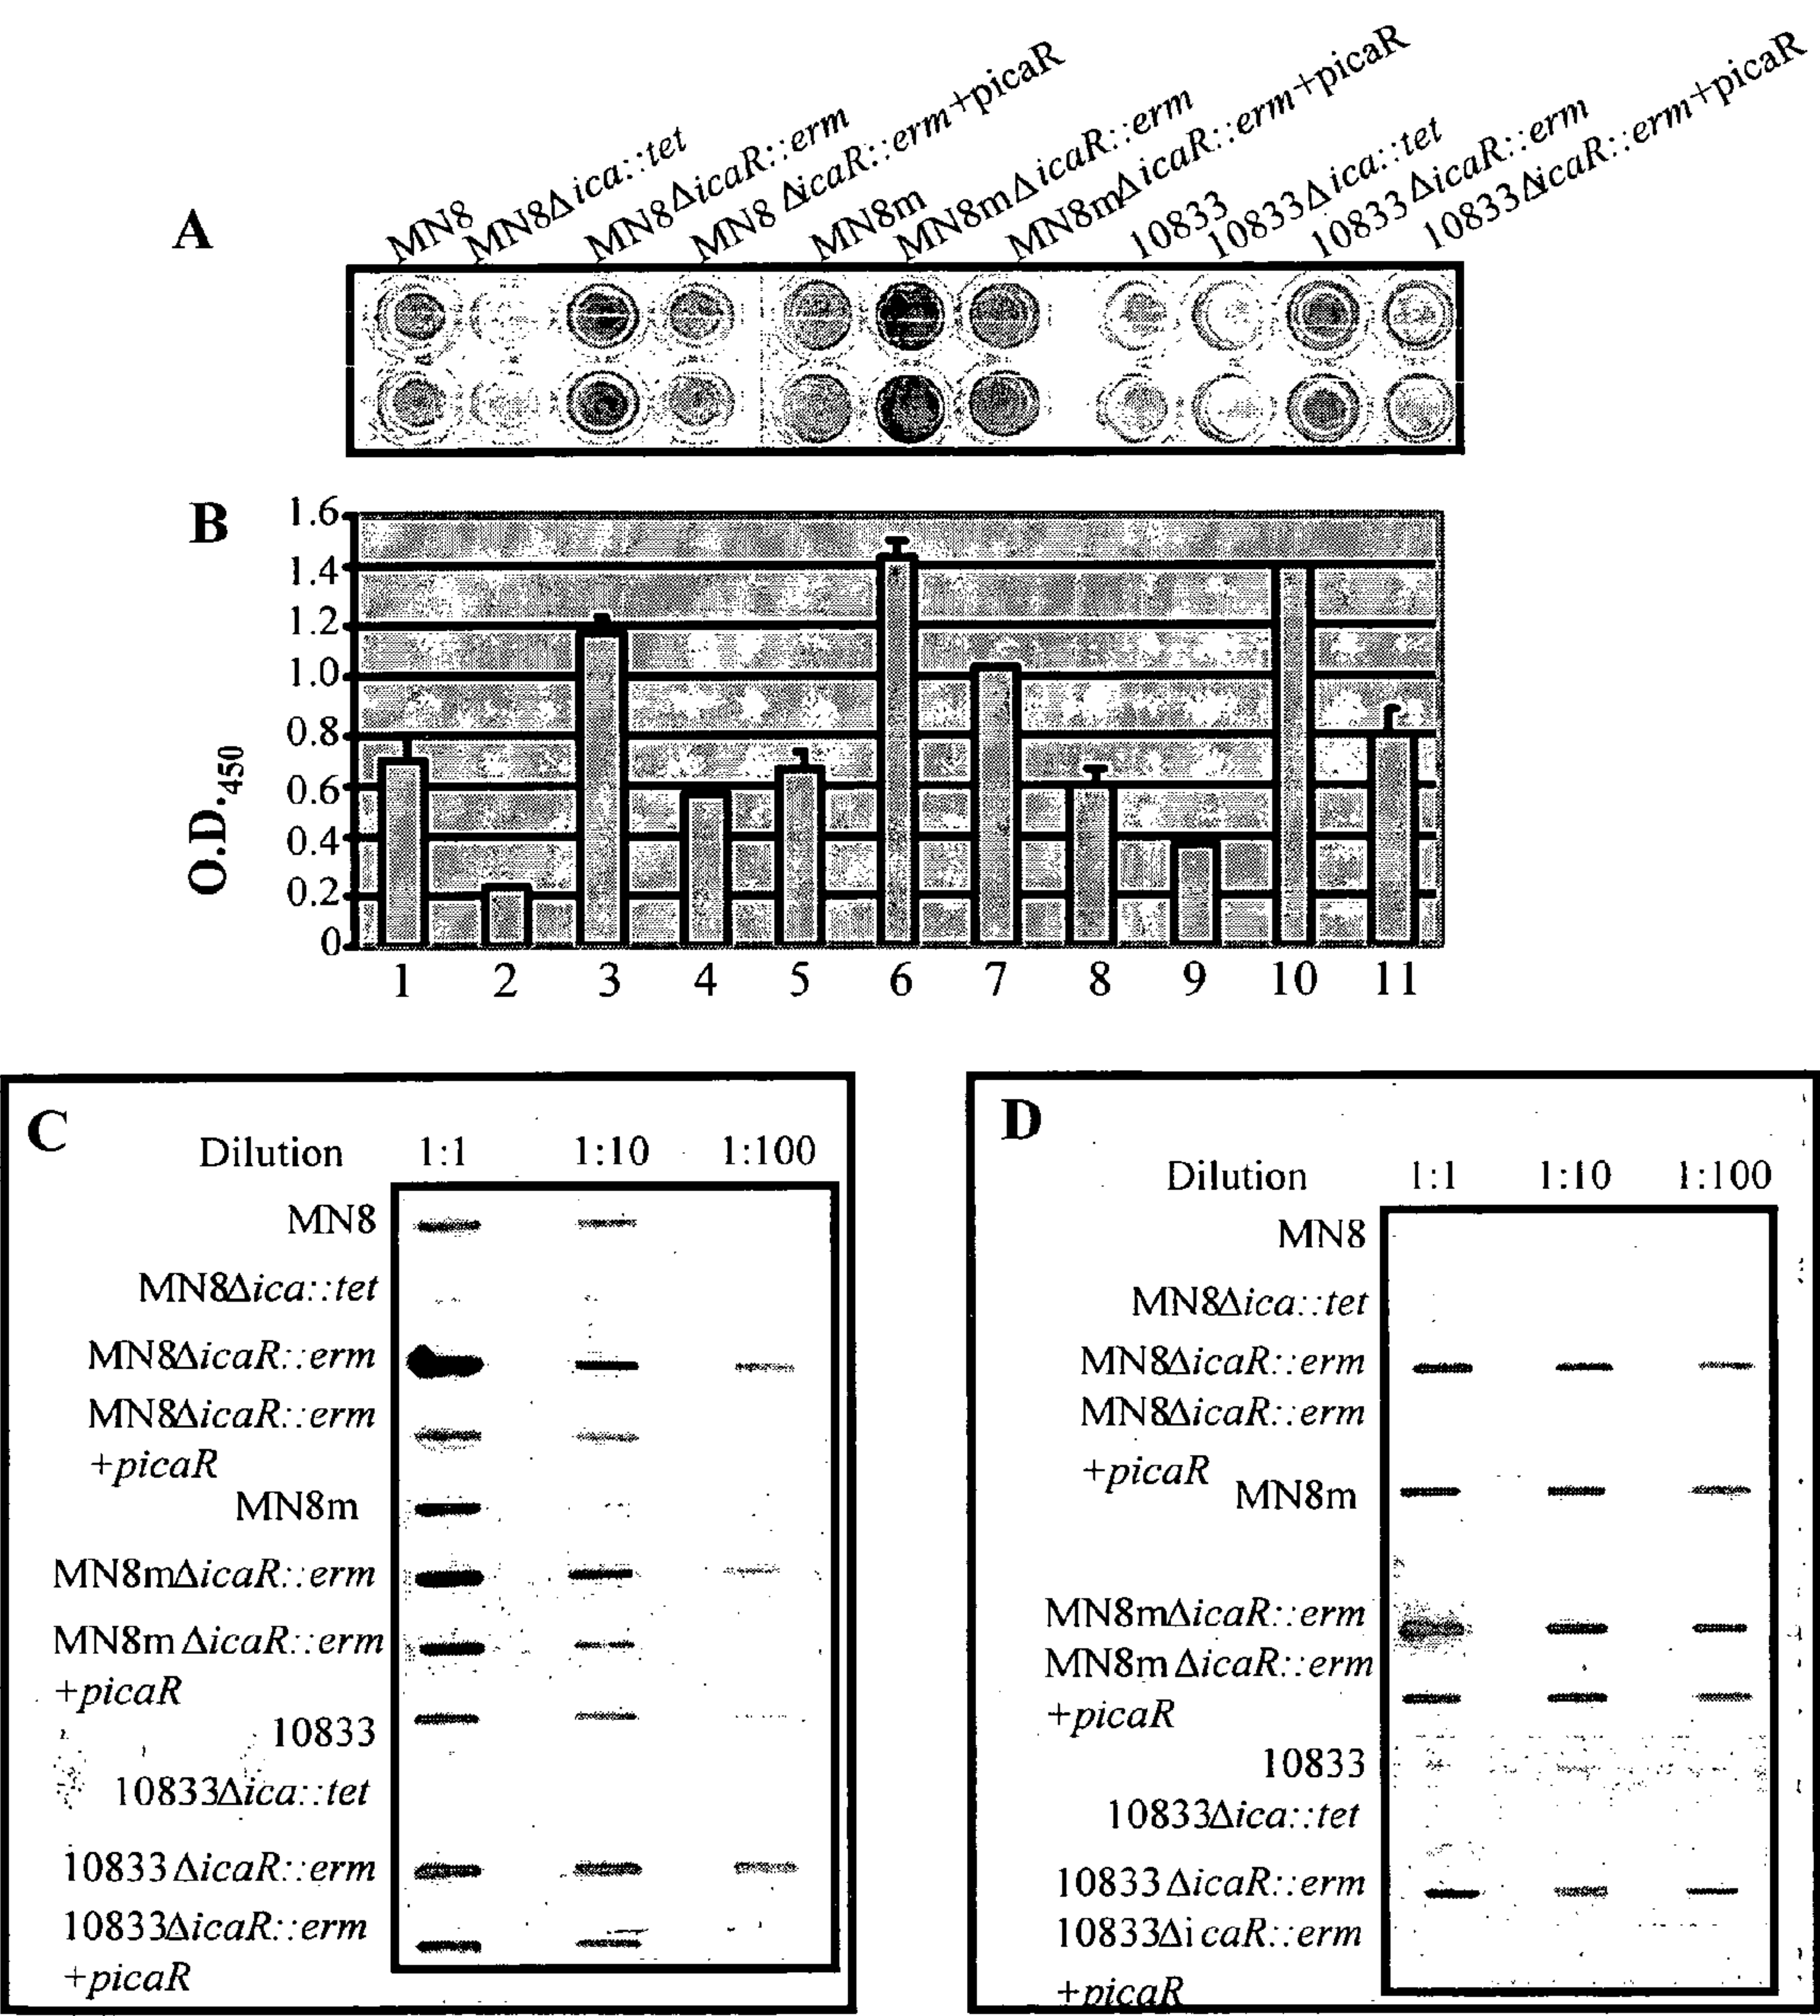 A
MN8
MN8Δica::tet
MN8ΔicaR::erm
MN8 ΔicaR::erm+picaR
MN8m
MN8mΔicaR::erm
MN8mΔicaR::erm+picaR
10833
10833Δica::tet
10833ΔicaR::erm
10833ΔicaR::erm+picaR
B
O.D.450
1.6
1.4
1.2
1.0
0.8
0.6
0.4
0.2
0
1 2 3 4 5 6 7 8 9 10 11
C
Dilution 1:1 1:10 1:100
MN8
MN8Δica::tet
MN8ΔicaR::erm
MN8ΔicaR::erm
+picaR
MN8m
MN8mΔicaR::erm
MN8m ΔicaR::erm
+picaR
10833
10833Δica::tet
10833 ΔicaR::erm
10833ΔicaR::erm
+picaR
D
Dilution 1:1 1:10 1:100
MN8
MN8Δica::tet
MN8ΔicaR::erm
MN8ΔicaR::erm
+picaR
MN8m
MN8mΔicaR::erm
MN8m ΔicaR::erm
+picaR
10833
10833Δica::tet
10833 ΔicaR::erm
10833Δi caR::erm
+picaR